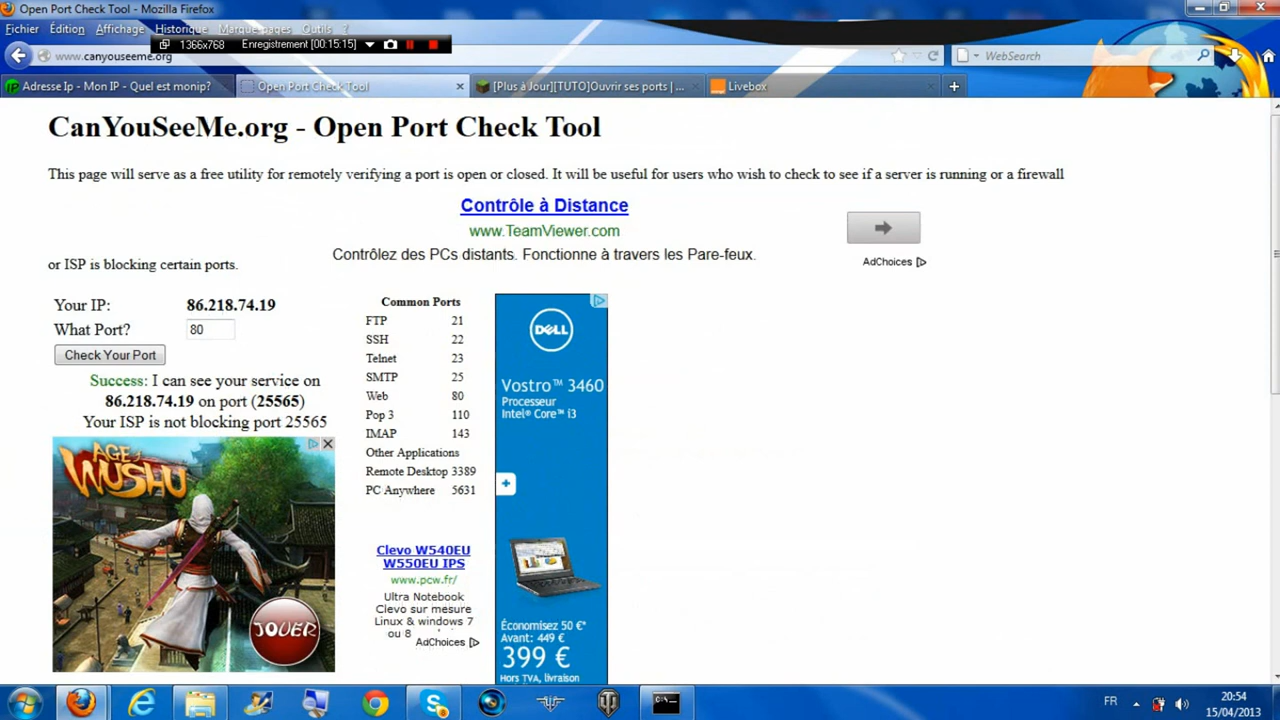 Open Port Check Tool - Mozilla Firefox
Fichier Édition Affichage Historique Marque-pages Outils ?
1366x768 Enregistrement [00:15:15]
www.canyouseeme.org
WebSearch
Adresse Ip - Mon IP - Quel est monip?
Open Port Check Tool
[Plus à Jour][TUTO]Ouvrir ses ports | ...
Livebox
CanYouSeeMe.org - Open Port Check Tool
This page will serve as a free utility for remotely verifying a port is open or closed. It will be useful for users who wish to check to see if a server is running or a firewall
Contrôle à Distance
www.TeamViewer.com
Contrôlez des PCs distants. Fonctionne à travers les Pare-feux.
AdChoices
or ISP is blocking certain ports.
Your IP: 86.218.74.19
What Port? 80
Check Your Port
Success: I can see your service on
86.218.74.19 on port (25565)
Your ISP is not blocking port 25565
Common Ports
FTP 21
SSH 22
Telnet 23
SMTP 25
Web 80
Pop 3 110
IMAP 143
Other Applications
Remote Desktop 3389
PC Anywhere 5631
AGE of
WUSHU
JOUER
Clevo W540EU
W550EU IPS
www.pcw.fr/
Ultra Notebook
Clevo sur mesure
Linux & windows 7
ou 8
AdChoices
DELL
Vostro™ 3460
Processeur
Intel® Core™ i3
Économisez 50 €*
Avant: 449 €
399 €
Hors TVA, livraison
FR
20:54
15/04/2013